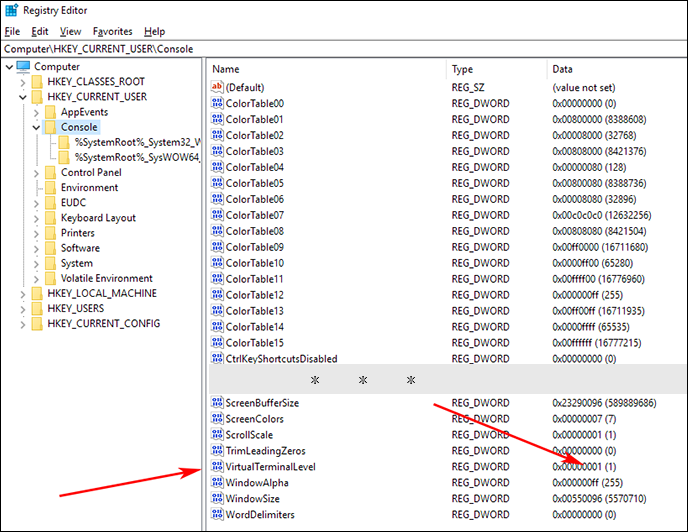 Registry Editor
File Edit View Favorites Help
Computer\HKEY_CURRENT_USER\Console
Computer
HKEY_CLASSES_ROOT
HKEY_CURRENT_USER
AppEvents
Console
%SystemRoot%_System32_W
%SystemRoot%_SysWOW64_
Control Panel
Environment
EUDC
Keyboard Layout
Printers
Software
System
Volatile Environment
HKEY_LOCAL_MACHINE
HKEY_USERS
HKEY_CURRENT_CONFIG
Name Type Data
(Default) REG_SZ (value not set)
ColorTable00 REG_DWORD 0x00000000 (0)
ColorTable01 REG_DWORD 0x00800000 (8388608)
ColorTable02 REG_DWORD 0x00008000 (32768)
ColorTable03 REG_DWORD 0x00808000 (8421376)
ColorTable04 REG_DWORD 0x00000080 (128)
ColorTable05 REG_DWORD 0x00800080 (8388736)
ColorTable06 REG_DWORD 0x00008080 (32896)
ColorTable07 REG_DWORD 0x00c0c0c0 (12632256)
ColorTable08 REG_DWORD 0x00808080 (8421504)
ColorTable09 REG_DWORD 0x00ff0000 (16711680)
ColorTable10 REG_DWORD 0x0000ff00 (65280)
ColorTable11 REG_DWORD 0x00ffff00 (16776960)
ColorTable12 REG_DWORD 0x000000ff (255)
ColorTable13 REG_DWORD 0x00ff00ff (16711935)
ColorTable14 REG_DWORD 0x0000ffff (65535)
ColorTable15 REG_DWORD 0x00ffffff (16777215)
CtrlKeyShortcutsDisabled REG_DWORD 0x00000000 (0)
* * *
ScreenBufferSize REG_DWORD 0x23290096 (589889686)
ScreenColors REG_DWORD 0x00000007 (7)
ScrollScale REG_DWORD 0x00000001 (1)
TrimLeadingZeros REG_DWORD 0x00000000 (0)
VirtualTerminalLevel REG_DWORD 0x00000001 (1)
WindowAlpha REG_DWORD 0x000000ff (255)
WindowSize REG_DWORD 0x00550096 (5570710)
WordDelimiters REG_DWORD 0x00000000 (0)